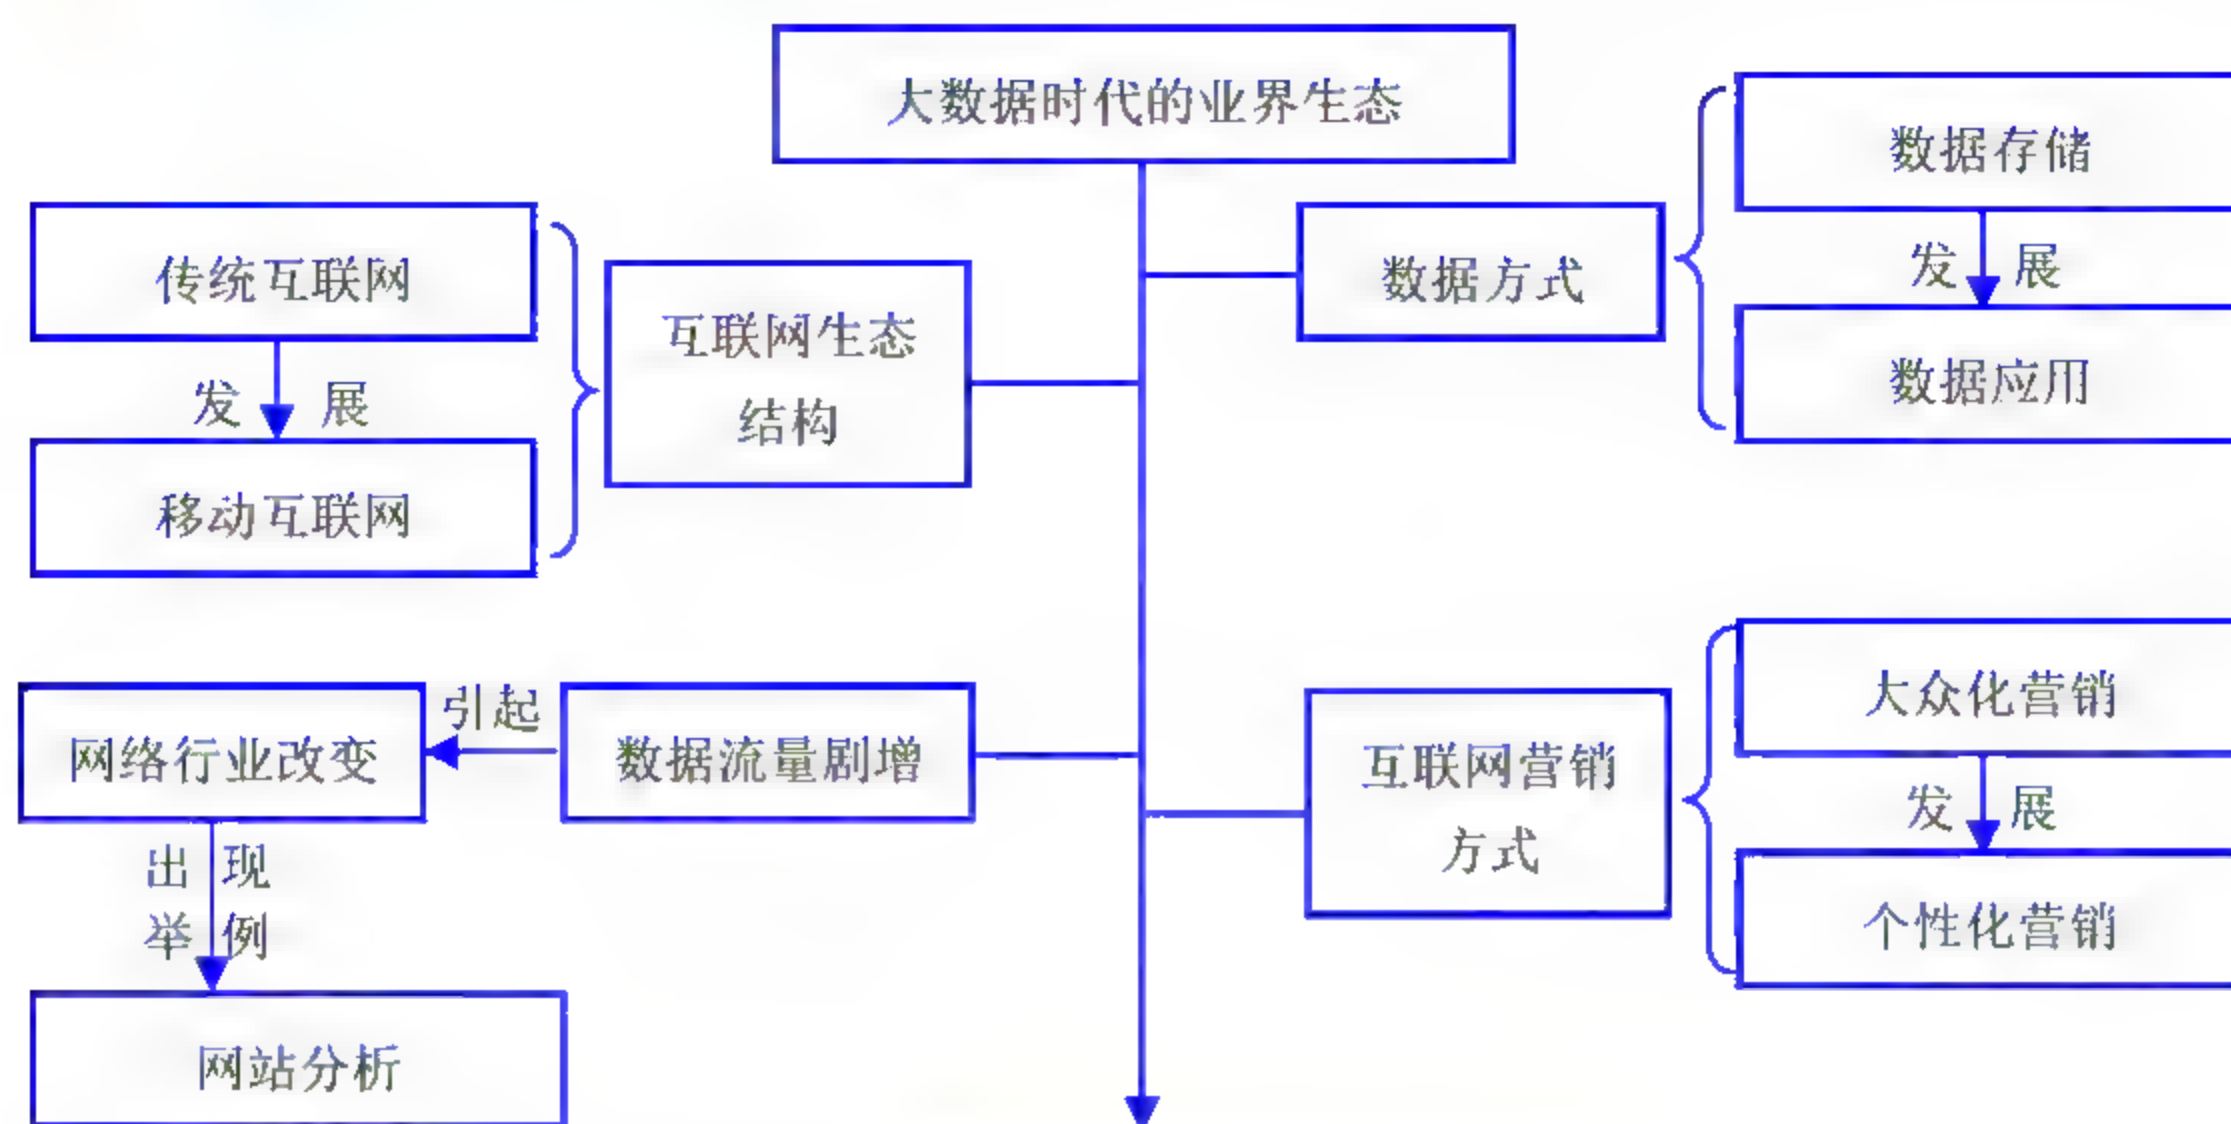 大数据时代的业界生态
数据存储
发展
数据应用
数据方式
传统互联网
发展
移动互联网
互联网生态
结构
网络行业改变
引起
数据流量剧增
出现
举例
网站分析
互联网营销
方式
大众化营销
发展
个性化营销